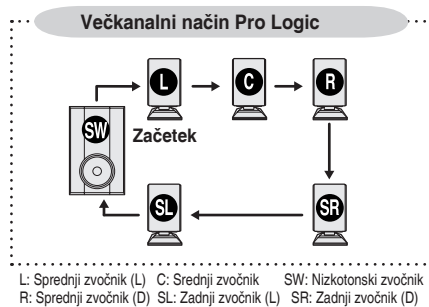 Večkanalni način Pro Logic
L C R
SW Začetek
SL SR
L: Sprednji zvočnik (L) C: Srednji zvočnik SW: Nizkotonski zvočnik
R: Sprednji zvočnik (D) SL: Zadnji zvočnik (L) SR: Zadnji zvočnik (D)